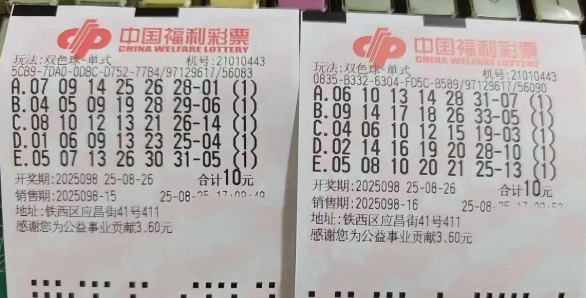 中国福利彩票
CHINA WELFARE LOTTERY
玩法:双色球-单式 机号:21010443
5CB9-7DA0-DDBC-D752-77B4/97129617/56083
A.07 09 14 25 26 28-01 (1)
B.04 05 09 19 28 29-06 (1)
C.08 10 12 13 21 26-14 (1)
D.01 06 09 13 23 25-04 (1)
E.05 07 13 26 30 31-05 (1)
开奖期:2025098 25-08-26 合计10元
销售期:2025098-15 25-08-25
地址:铁西区应昌街41号411
感谢您为公益事业贡献3.60元
中国福利彩票
CHINA WELFARE LOTTERY
玩法:双色球-单式 机号:21010443
0835-B332-6304-FD5C-B589/97129617/56090
A.06 10 13 14 28 31-07 (1)
B.09 14 17 18 26 33-05 (1)
C.04 06 10 12 15 19-03 (1)
D.02 14 16 19 20 28-10 (1)
E.05 08 10 20 21 25-13 (1)
开奖期:2025098 25-08-26 合计10元
销售期:2025098-16
地址:铁西区应昌街41号411
感谢您为公益事业贡献3.60元